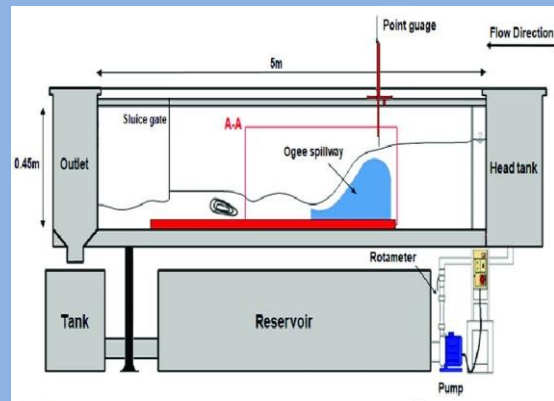 Point guage
Flow Direction
5m
Sluice gate
A-A
0.45m
Outlet
Ogee spillway
Head tank
Rotameter
Tank
Reservoir
Pump